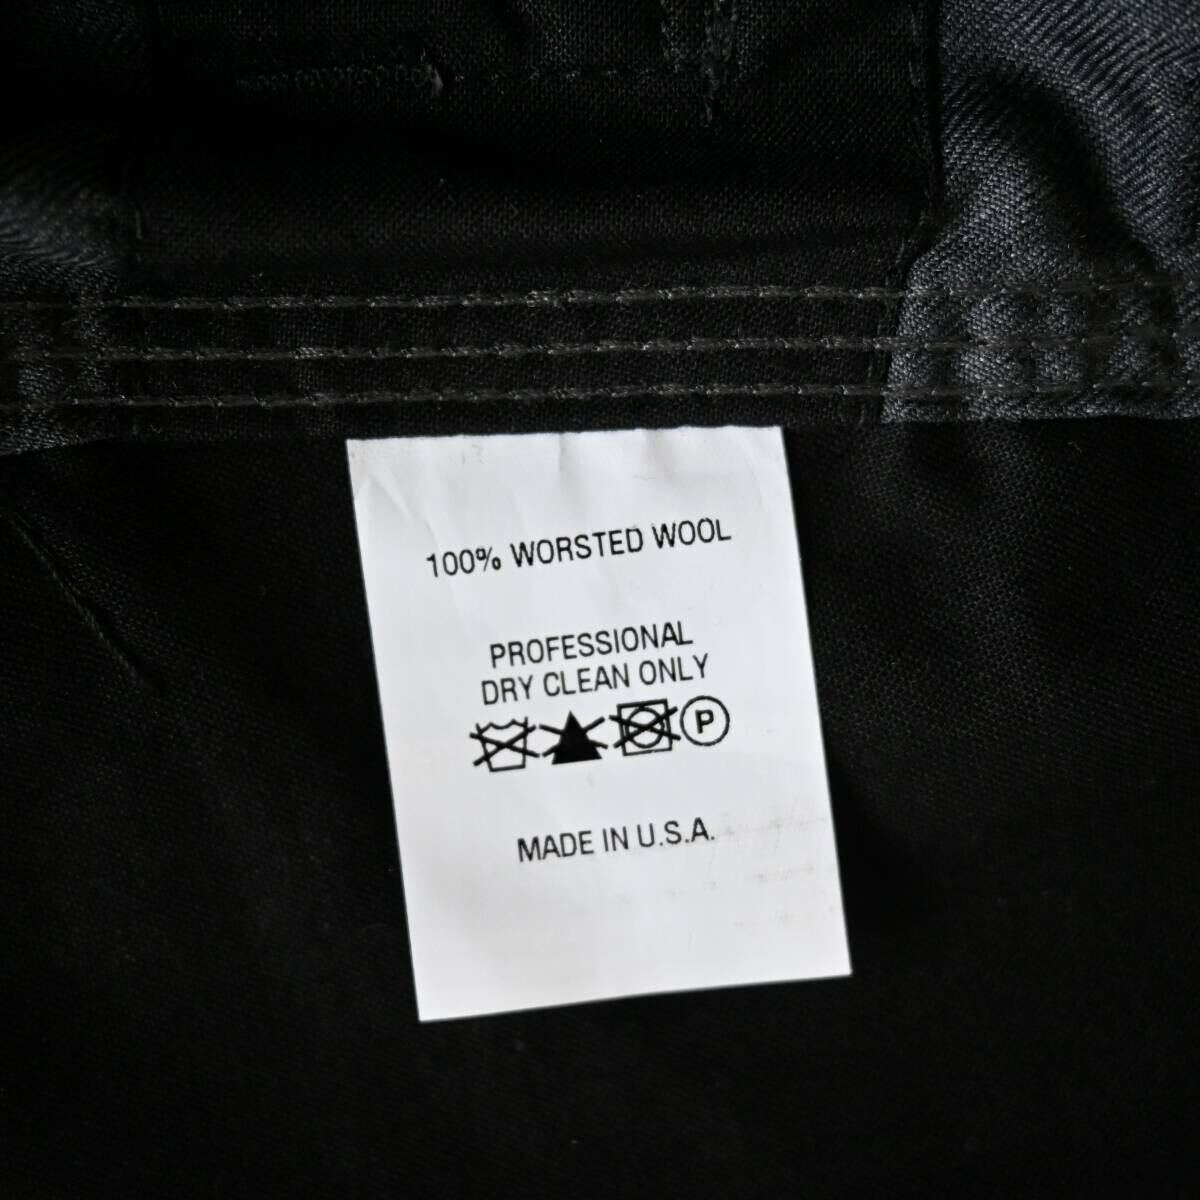 100% WORSTED WOOL
PROFESSIONAL
DRY CLEAN ONLY
P
MADE IN U.S.A.